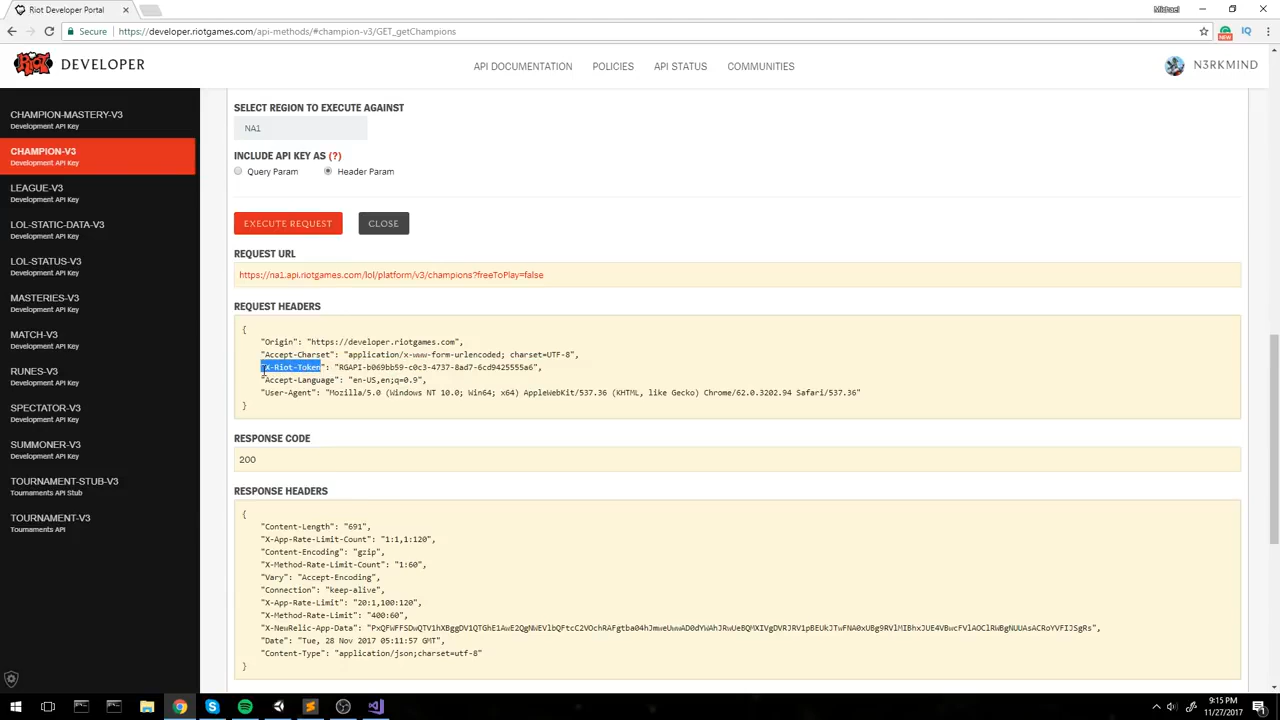 Riot Developer Portal
Michael
Secure
https://developer.riotgames.com/api-methods/#champion-v3/GET_getChampions
NEW
IQ
RIOT DEVELOPER
API DOCUMENTATION
POLICIES
API STATUS
COMMUNITIES
N3RKMIND
CHAMPION-MASTERY-V3
Development API Key
CHAMPION-V3
Development API Key
LEAGUE-V3
Development API Key
LOL-STATIC-DATA-V3
Development API Key
LOL-STATUS-V3
Development API Key
MASTERIES-V3
Development API Key
MATCH-V3
Development API Key
RUNES-V3
Development API Key
SPECTATOR-V3
Development API Key
SUMMONER-V3
Development API Key
TOURNAMENT-STUB-V3
Tournaments API Stub
TOURNAMENT-V3
Tournaments API
SELECT REGION TO EXECUTE AGAINST
NA1
INCLUDE API KEY AS (?)
Query Param
Header Param
EXECUTE REQUEST
CLOSE
REQUEST URL
https://na1.api.riotgames.com/lol/platform/v3/champions?freeToPlay=false
REQUEST HEADERS
{
"Origin": "https://developer.riotgames.com",
"Accept-Charset": "application/x-www-form-urlencoded; charset=UTF-8",
"X-Riot-Token": "RGAPI-b069bb59-c0c3-4737-8ad7-6cd9425555a6",
"Accept-Language": "en-US,en;q=0.9",
"User-Agent": "Mozilla/5.0 (Windows NT 10.0; Win64; x64) AppleWebKit/537.36 (KHTML, like Gecko) Chrome/62.0.3202.94 Safari/537.36"
}
RESPONSE CODE
200
RESPONSE HEADERS
{
"Content-Length": "691",
"X-App-Rate-Limit-Count": "1:1,1:120",
"Content-Encoding": "gzip",
"X-Method-Rate-Limit-Count": "1:60",
"Vary": "Accept-Encoding",
"Connection": "keep-alive",
"X-App-Rate-Limit": "20:1,100:120",
"X-Method-Rate-Limit": "400:60",
"X-NewRelic-App-Data":
"Date": "Tue, 28 Nov 2017 05:11:57 GMT",
"Content-Type": "application/json;charset=utf-8"
}
9:15 PM
11/27/2017